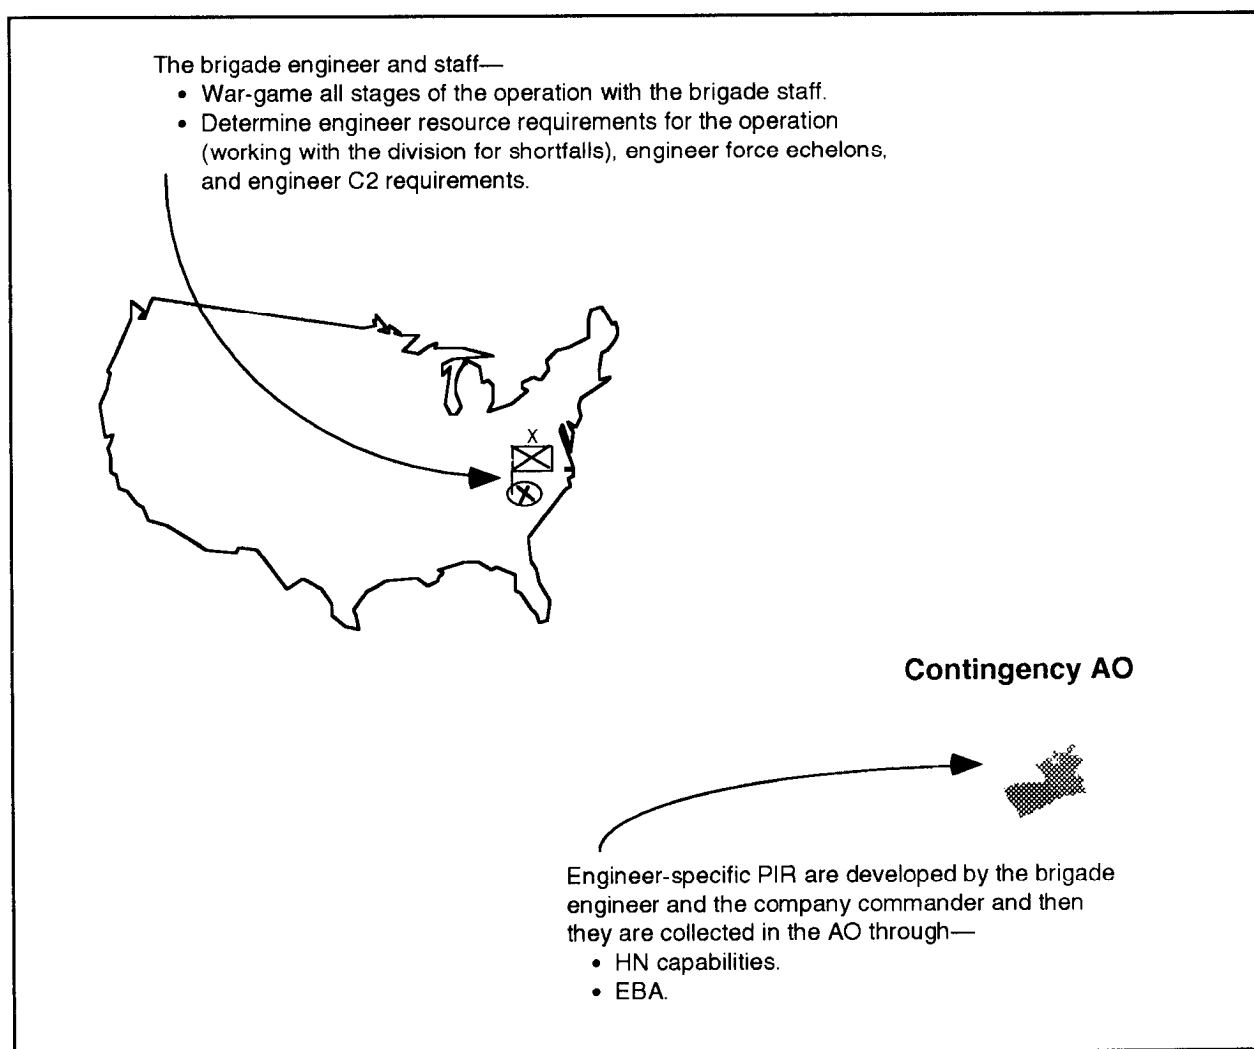 The brigade engineer and staff—
• War-game all stages of the operation with the brigade staff.
• Determine engineer resource requirements for the operation
(working with the division for shortfalls), engineer force echelons,
and engineer C2 requirements.
X
Contingency AO
Engineer-specific PIR are developed by the brigade
engineer and the company commander and then
they are collected in the AO through—
• HN capabilities.
• EBA.